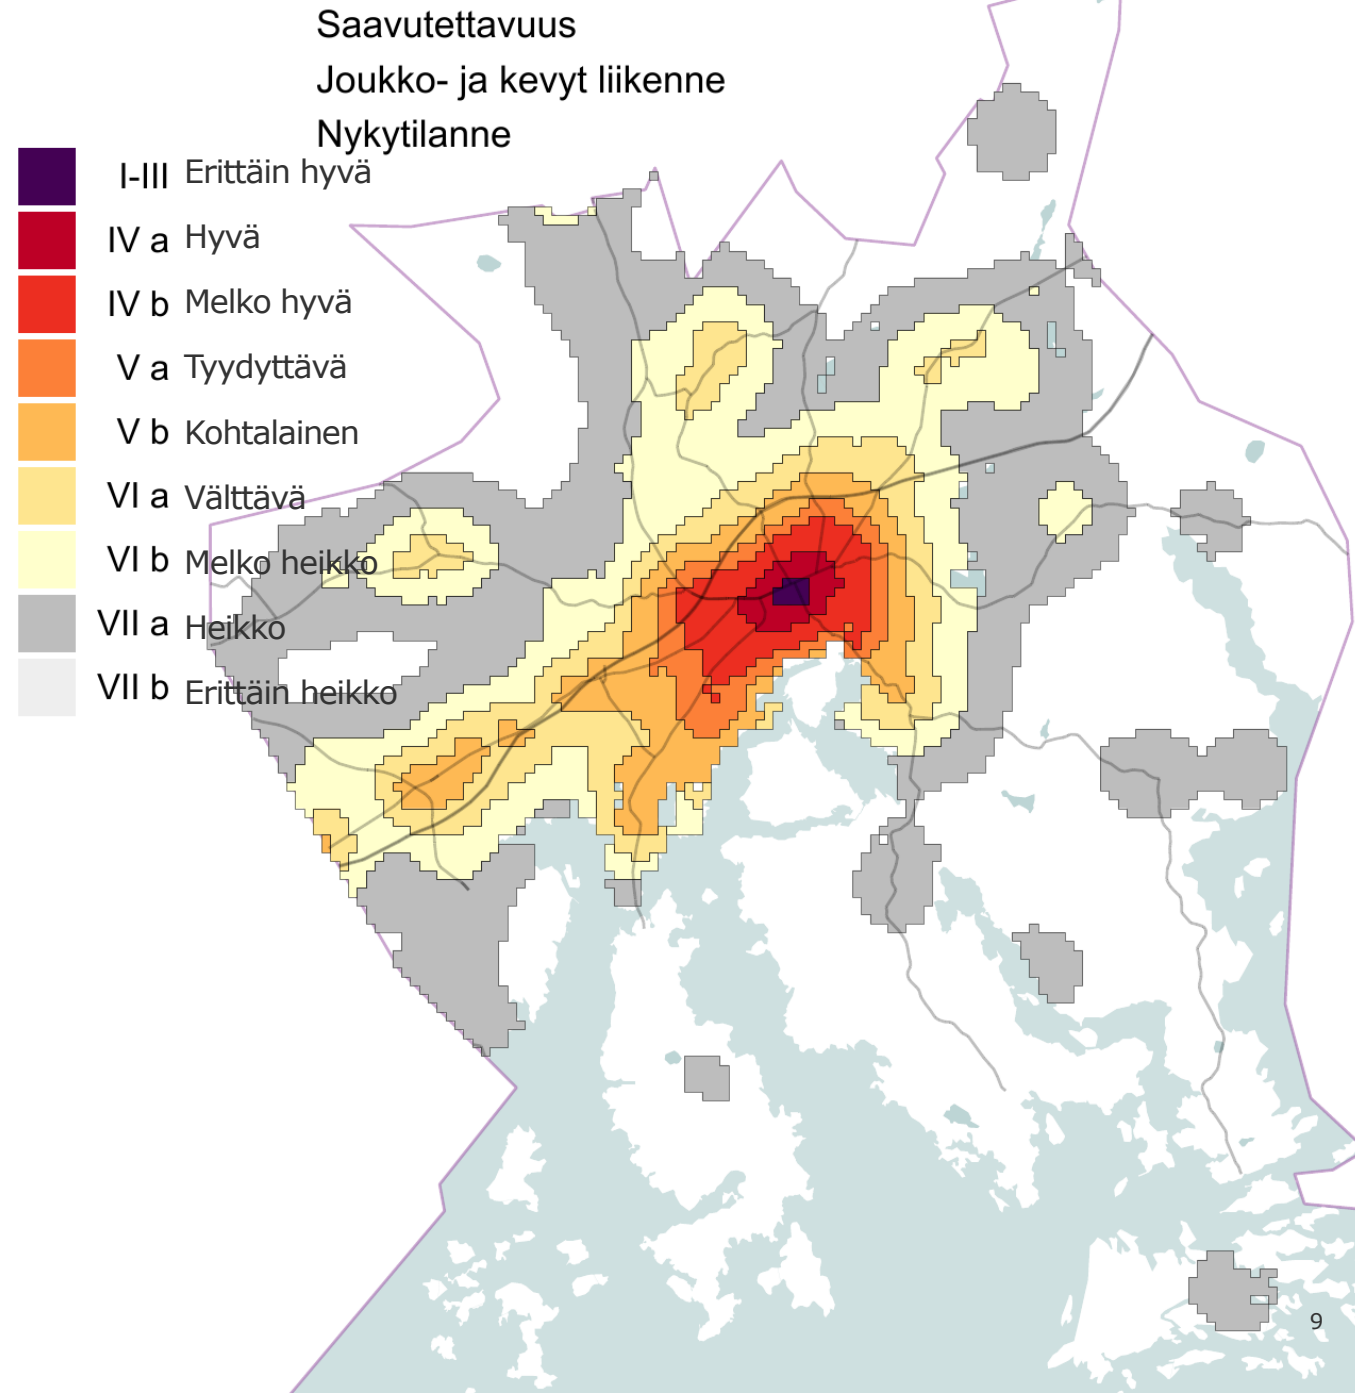 Saavutettavuus
Joukko- ja kevyt liikenne
Nykytilanne
I-III Erittäin hyvä
IV a Hyvä
IV b Melko hyvä
V a Tyydyttävä
V b Kohtalainen
VI a Välttävä
VI b Melko heikko
VII a Heikko
VII b Erittäin heikko
9